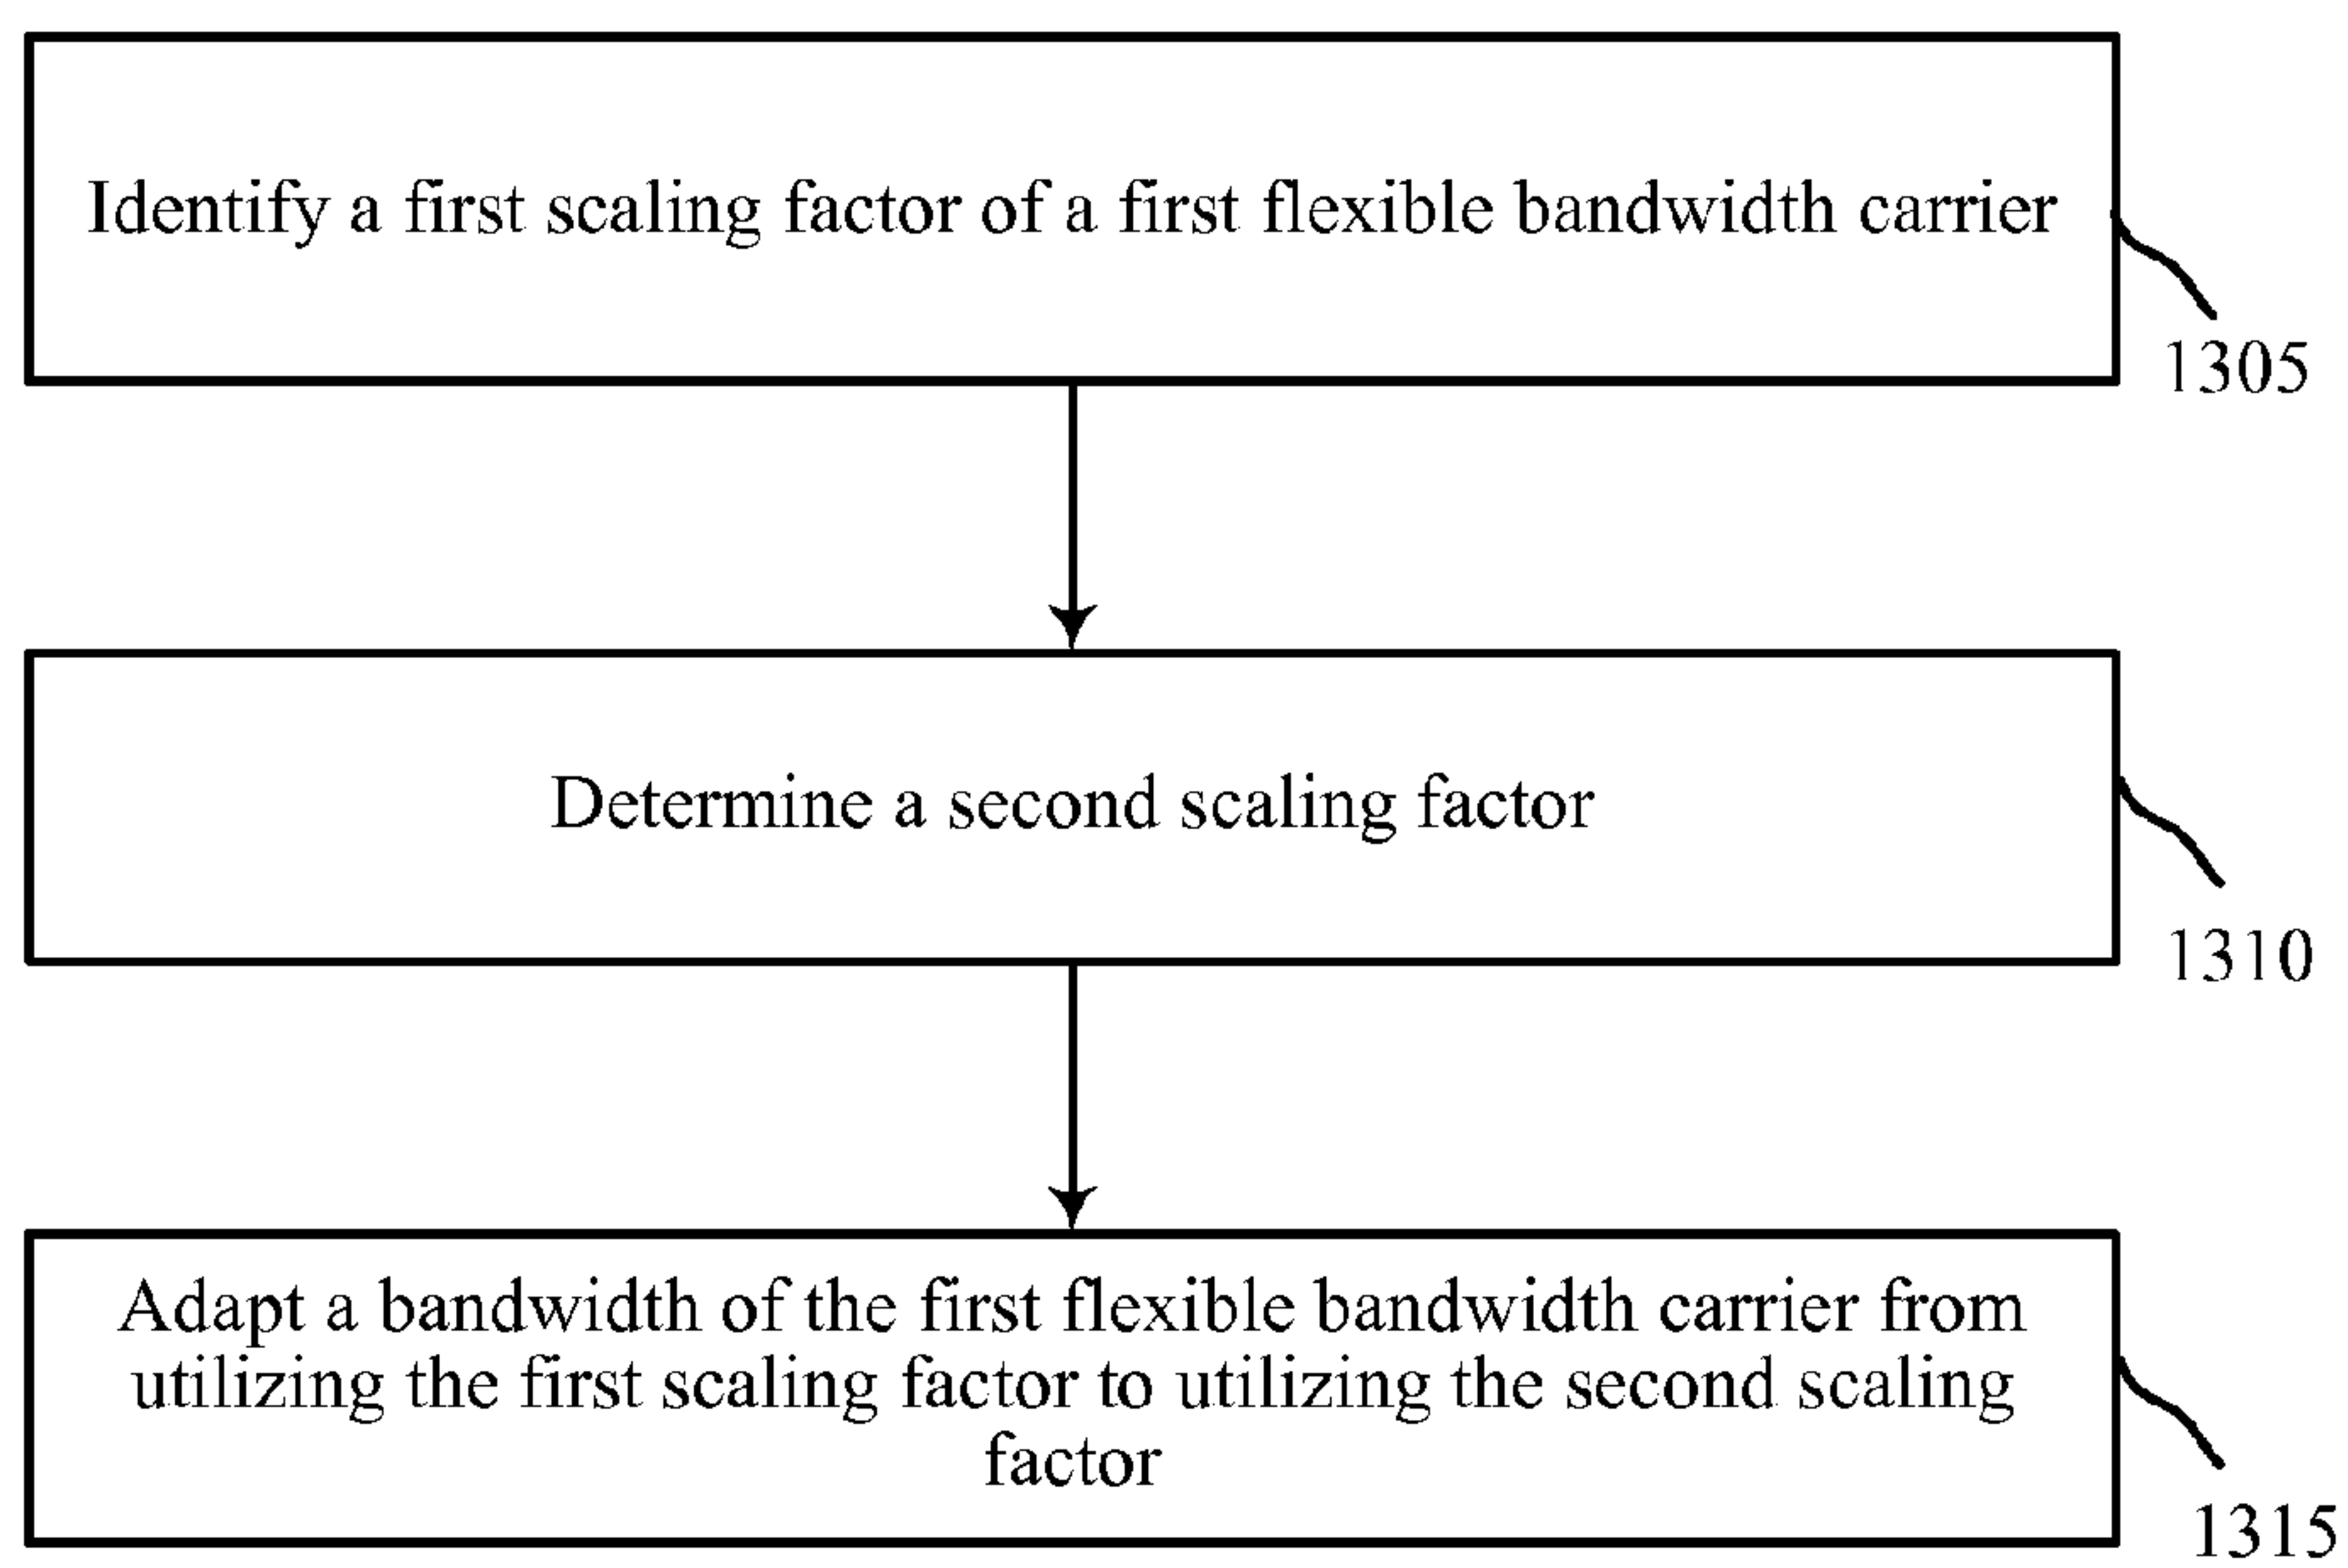 Identify a first scaling factor of a first flexible bandwidth carrier
1305
Determine a second scaling factor
1310
Adapt a bandwidth of the first flexible bandwidth carrier from
utilizing the first scaling factor to utilizing the second scaling
factor
1315